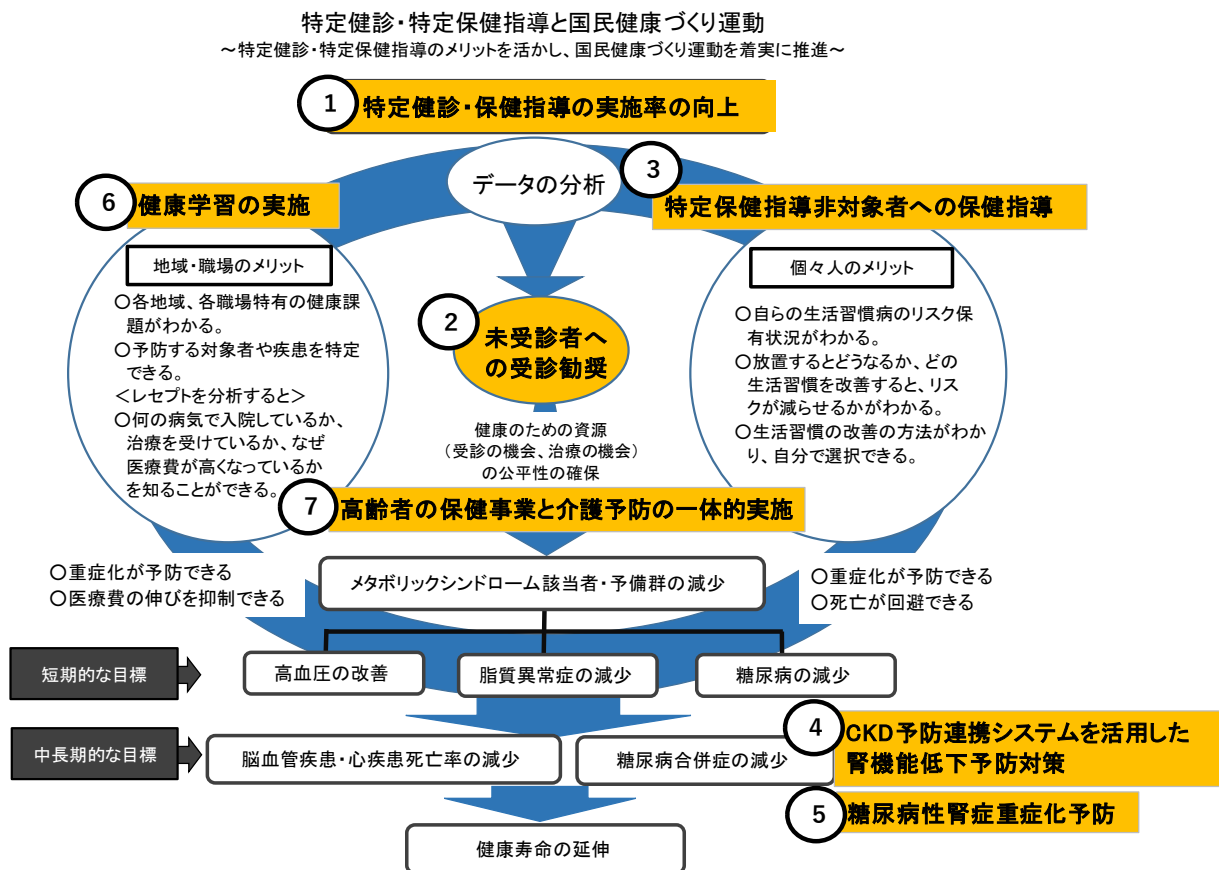 特定健診・特定保健指導と国民健康づくり運動
～特定健診・特定保健指導のメリットを活かし、国民健康づくり運動を着実に推進～
1 特定健診・保健指導の実施率の向上
データの分析
3
特定保健指導非対象者への保健指導
6 健康学習の実施
地域・職場のメリット
〇各地域、各職場特有の健康課
題がわかる。
〇予防する対象者や疾患を特定
できる。
＜レセプトを分析すると＞
〇何の病気で入院しているか、
治療を受けているか、なぜ
医療費が高くなっているか
を知ることができる。
2 未受診者へ
の受診勧奨
健康のための資源
（受診の機会、治療の機会）
の公平性の確保
個々人のメリット
〇自らの生活習慣病のリスク保
有状況がわかる。
〇放置するとどうなるか、どの
生活習慣を改善すると、リス
クが減らせるかがわかる。
〇生活習慣の改善の方法がわか
り、自分で選択できる。
7 高齢者の保健事業と介護予防の一体的実施
〇重症化が予防できる
〇医療費の伸びを抑制できる
メタボリックシンドローム該当者・予備群の減少
〇重症化が予防できる
〇死亡が回避できる
短期的な目標
高血圧の改善
脂質異常症の減少
糖尿病の減少
中長期的な目標
脳血管疾患・心疾患死亡率の減少
糖尿病合併症の減少
4 CKD予防連携システムを活用した
腎機能低下予防対策
5 糖尿病性腎症重症化予防
健康寿命の延伸